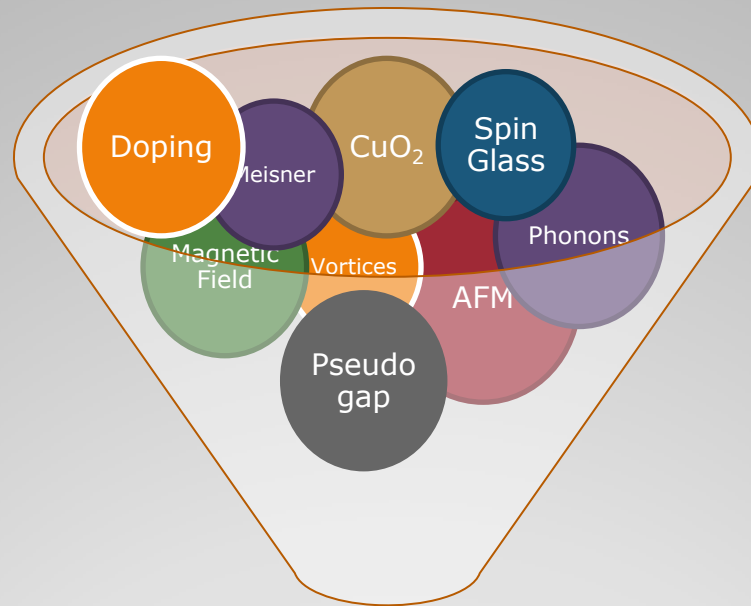 Doping
Meisner
CuO₂
Spin
Glass
Phonons
Magnetic
Field
Vortices
AFM
Pseudo
gap